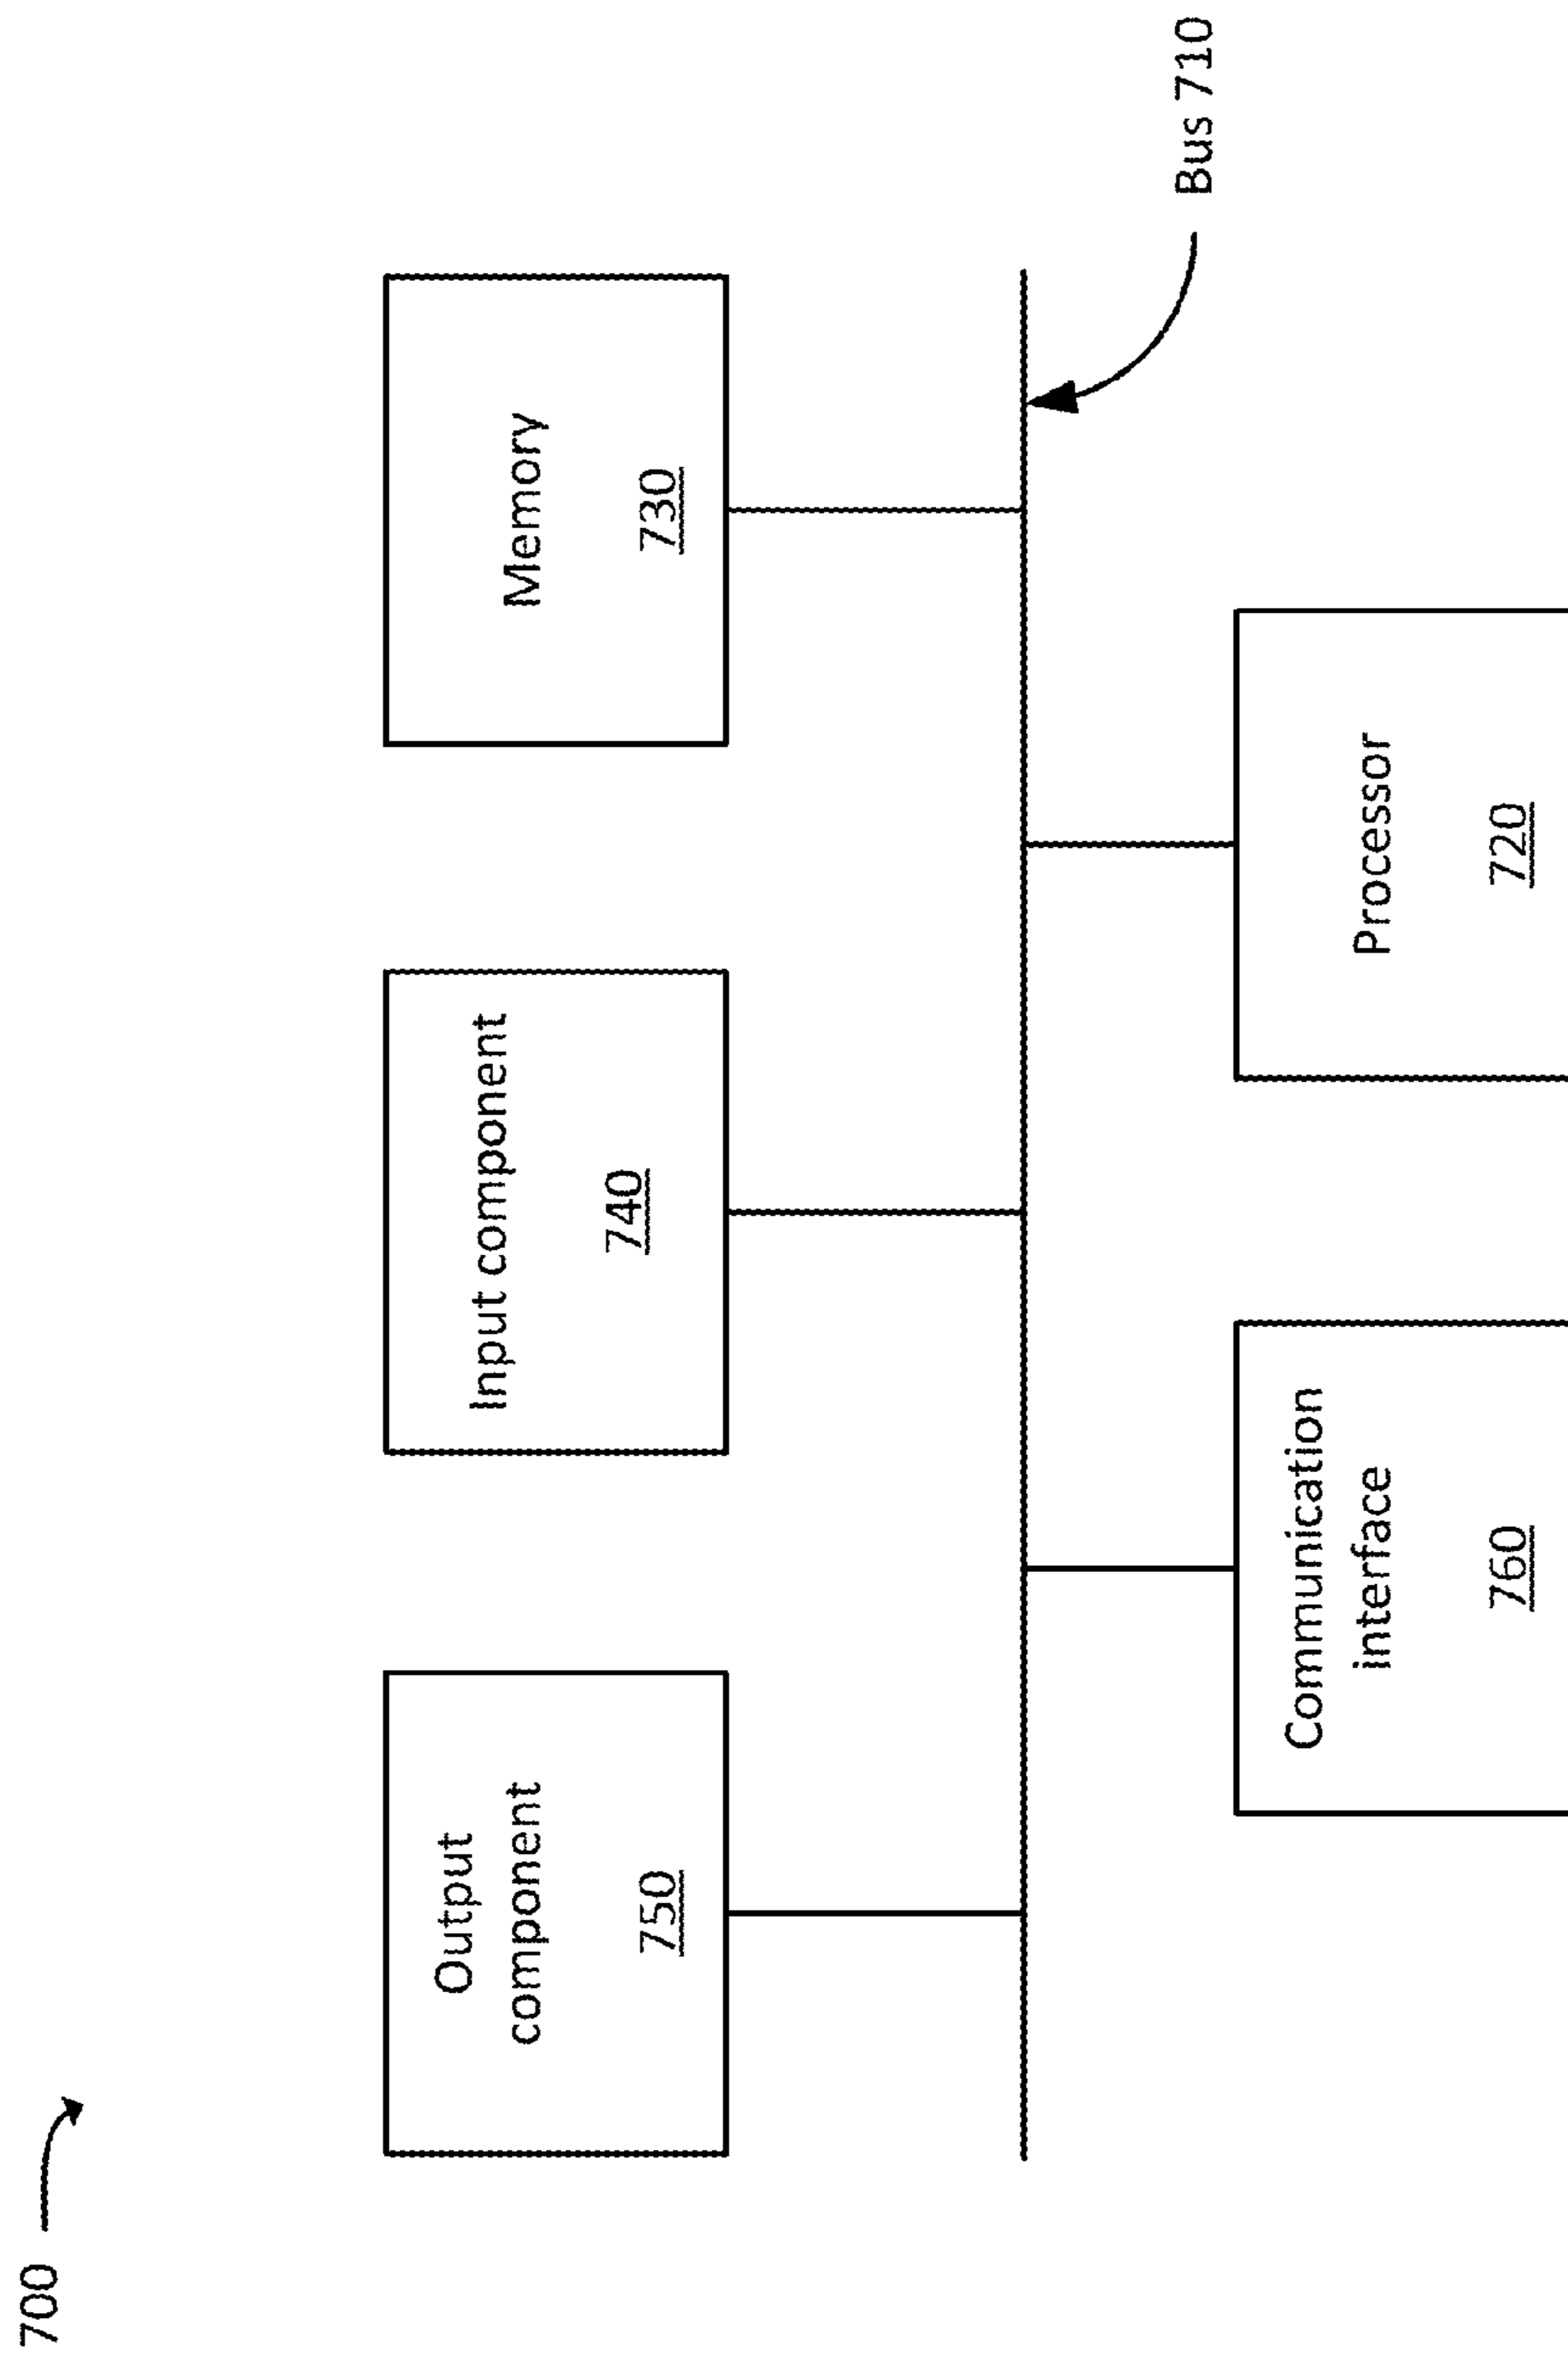 700
Output
component
750
Input component
740
Memory
730
Bus 710
Communication
interface
760
Processor
720